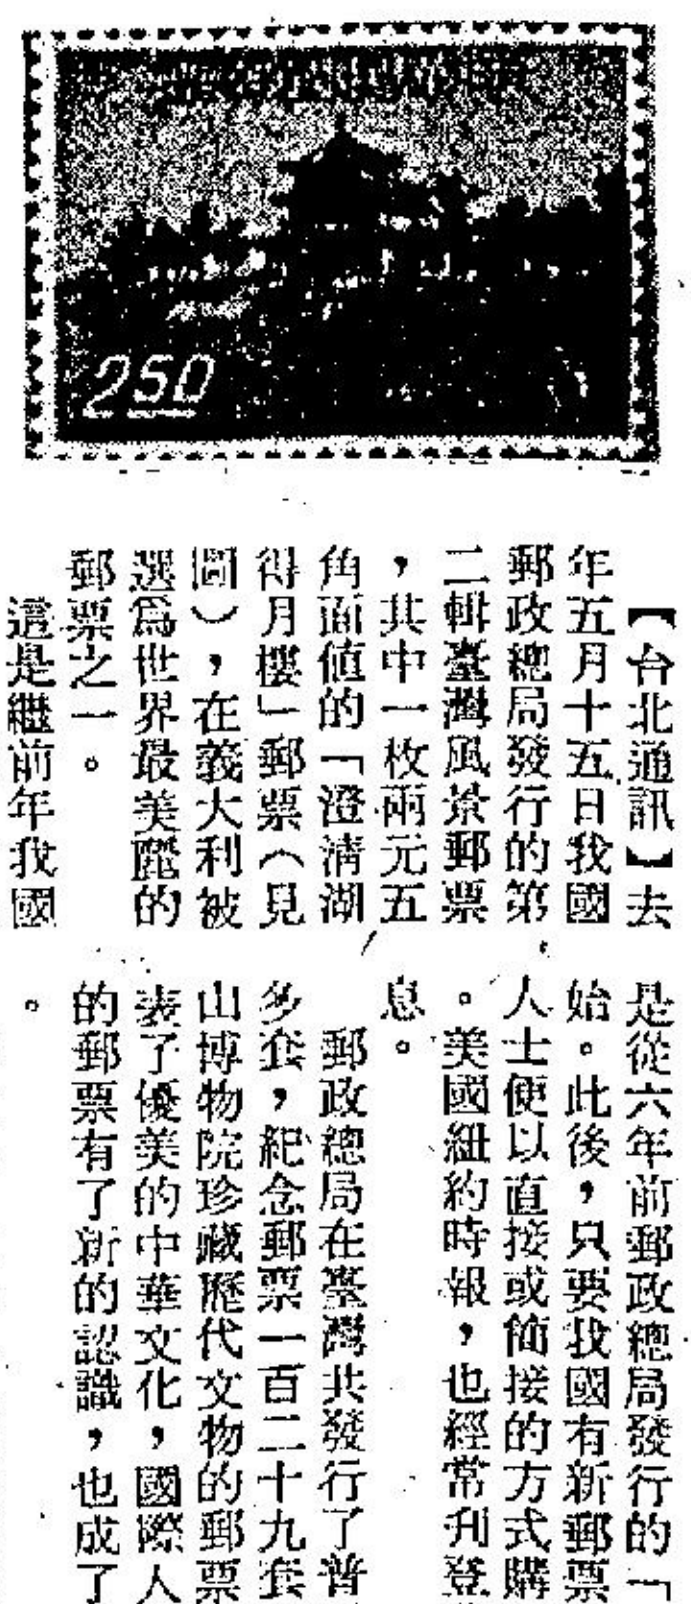 250
【台北通訊】去
年五月十五日我國
郵政總局發行的第
二輯臺灣風景郵票
，其中一枚兩元五
角面值的「澄清湖
得月樓」郵票（見
圖），在義大利被
選為世界最美麗的
郵票之一。
這是繼前年我國
是從六年前郵政總局發行的「
始。此後，只要我國有新郵票
人士便以直接或簡接的方式購
。美國紐約時報，也經常刋登
息。
郵政總局在臺灣共發行了普
多套，紀念郵票一百二十九套
山博物院珍藏歷代文物的郵票
表了優美的中華文化，國際人
的郵票有了新的認識，也成了
。